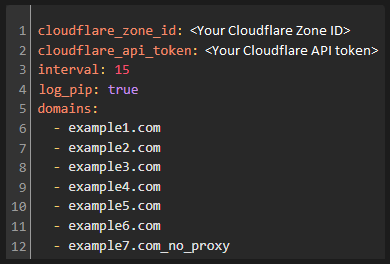 1 cloudflare_zone_id: <Your Cloudflare Zone ID>
2 cloudflare_api_token: <Your Cloudflare API token>
3 interval: 15
4 log_pip: true
5 domains:
6 - example1.com
7 - example2.com
8 - example3.com
9 - example4.com
10 - example5.com
11 - example6.com
12 - example7.com_no_proxy